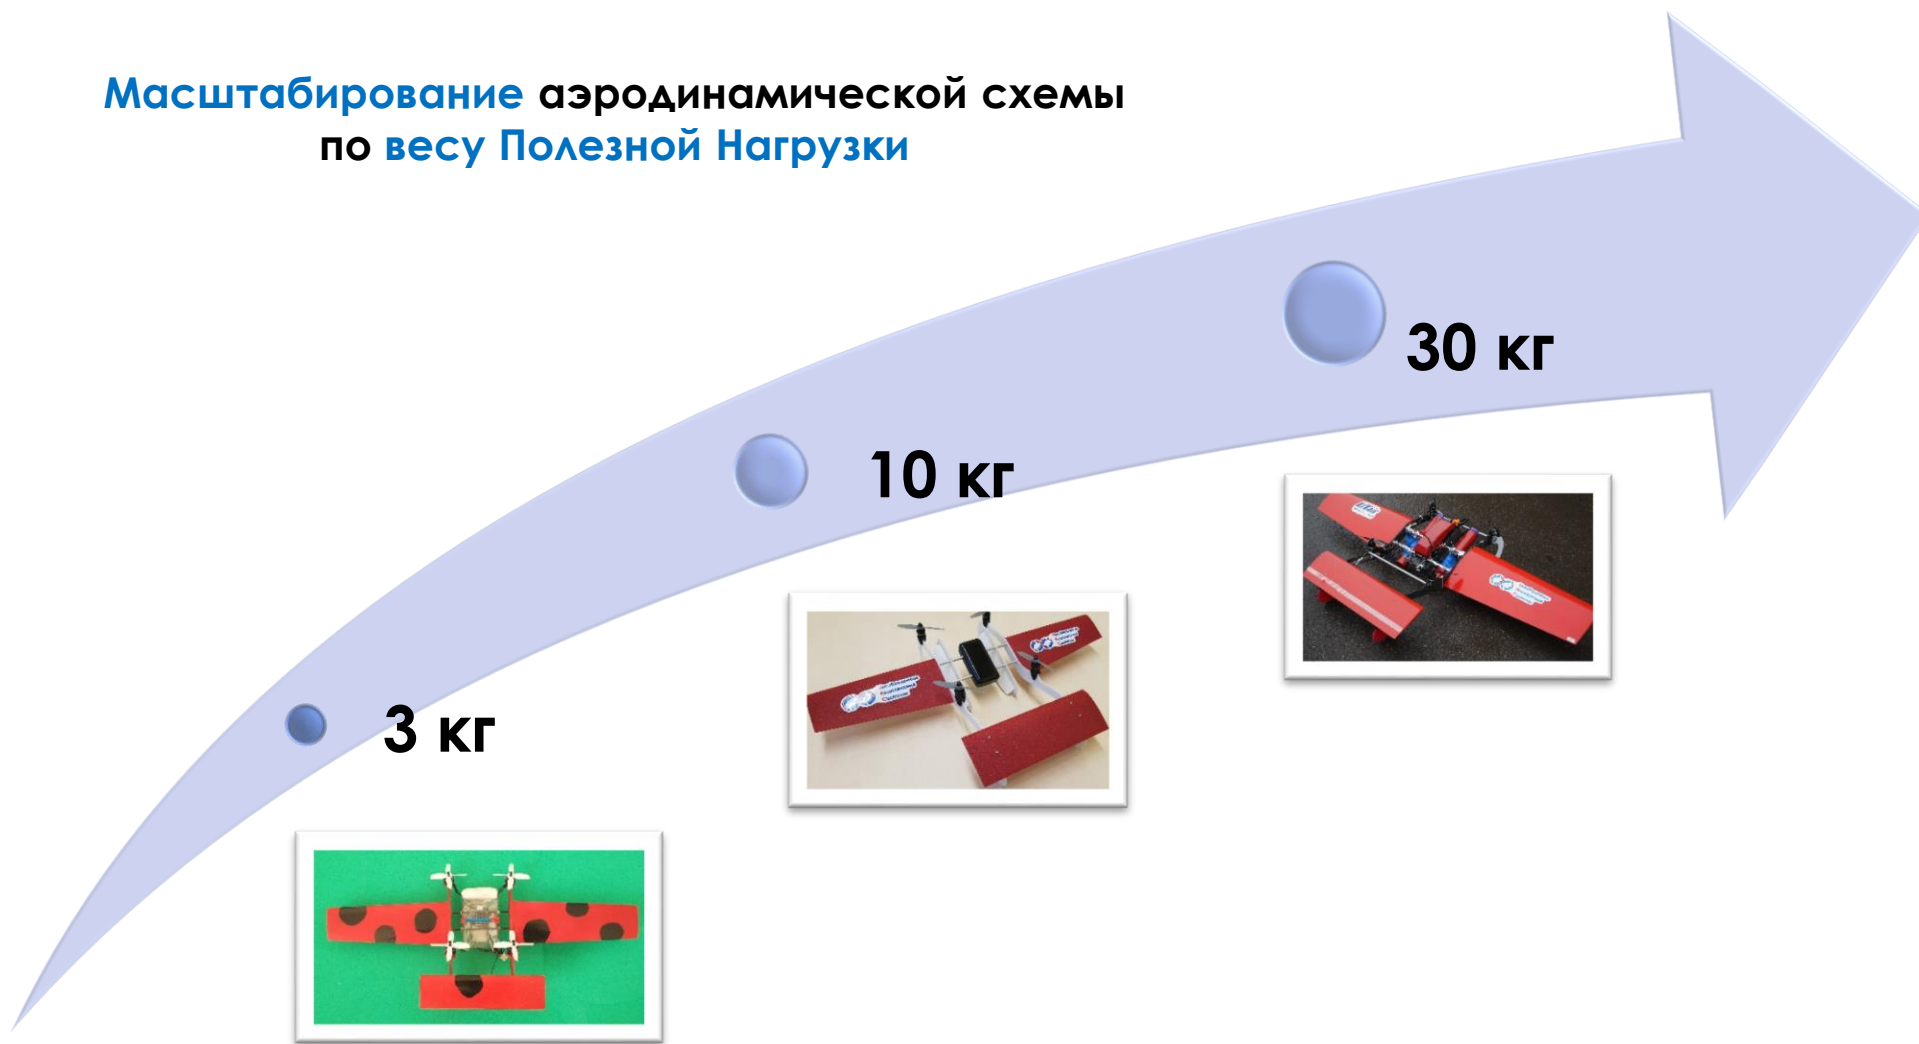 Масштабирование аэродинамической схемы
по весу Полезной Нагрузки
30 кг
10 кг
3 кг